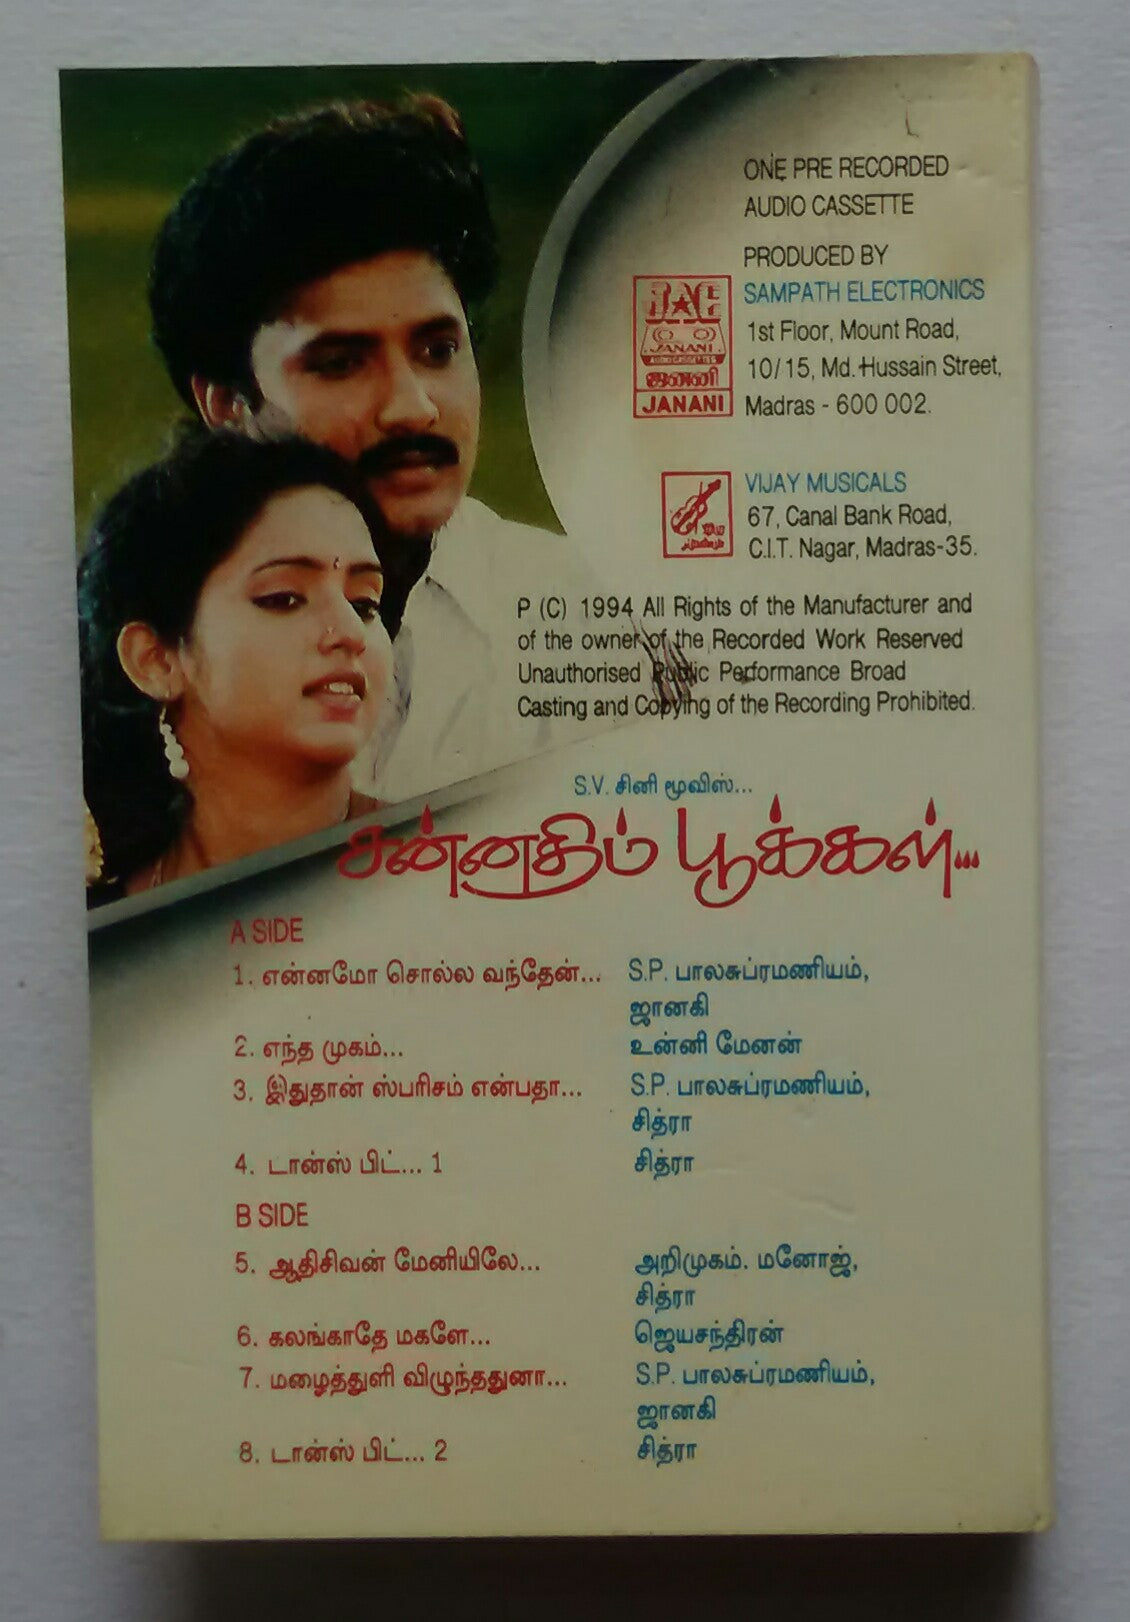 ONE PRE RECORDED
AUDIO CASSETTE
PRODUCED BY
SAMPATH ELECTRONICS
1st Floor, Mount Road,
10/15, Md. Hussain Street,
Madras - 600 002.
JAC
JANANI
AUDIO CASSETTES
ஜனனி
JANANI
VIJAY MUSICALS
67, Canal Bank Road,
C.I.T. Nagar, Madras-35.
P (C) 1994 All Rights of the Manufacturer and
of the owner of the Recorded Work Reserved
Unauthorised Public Performance Broad
Casting and Copying of the Recording Prohibited.
S.V. சினி மூவிஸ்...
சன்னதிம் பூக்கள்...
A SIDE
1. என்னமோ சொல்ல வந்தேன்... S.P. பாலசுப்ரமணியம்,
ஜானகி
2. எந்த முகம்... உன்னி மேனன்
3. இதுதான் ஸ்பரிசம் என்பதா... S.P. பாலசுப்ரமணியம்,
சித்ரா
4. டான்ஸ் பிட்... 1 சித்ரா
B SIDE
5. ஆதிசிவன் மேனியிலே... அறிமுகம். மனோஜ்,
சித்ரா
6. கலங்காதே மகளே... ஜெயசந்திரன்
7. மழைத்துளி விழுந்ததுனா... S.P. பாலசுப்ரமணியம்,
ஜானகி
8. டான்ஸ் பிட்... 2 சித்ரா